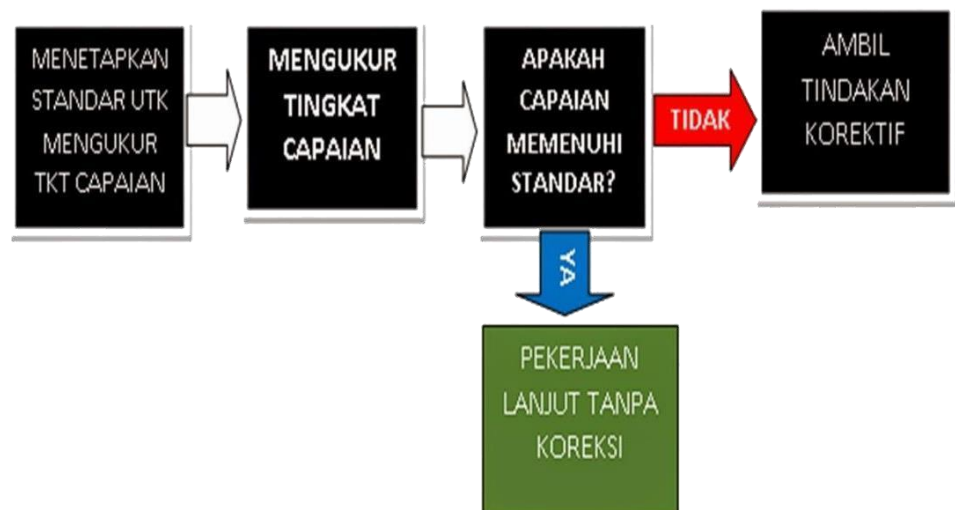 MENETAPKAN
STANDAR UTK
MENGUKUR
TKT CAPAIAN
MENGUKUR
TINGKAT
CAPAIAN
APAKAH
CAPAIAN
MEMENUHI
STANDAR?
TIDAK
AMBIL
TINDAKAN
KOREKTIF
YA
PEKERJAAN
LANJUT TANPA
KOREKSI